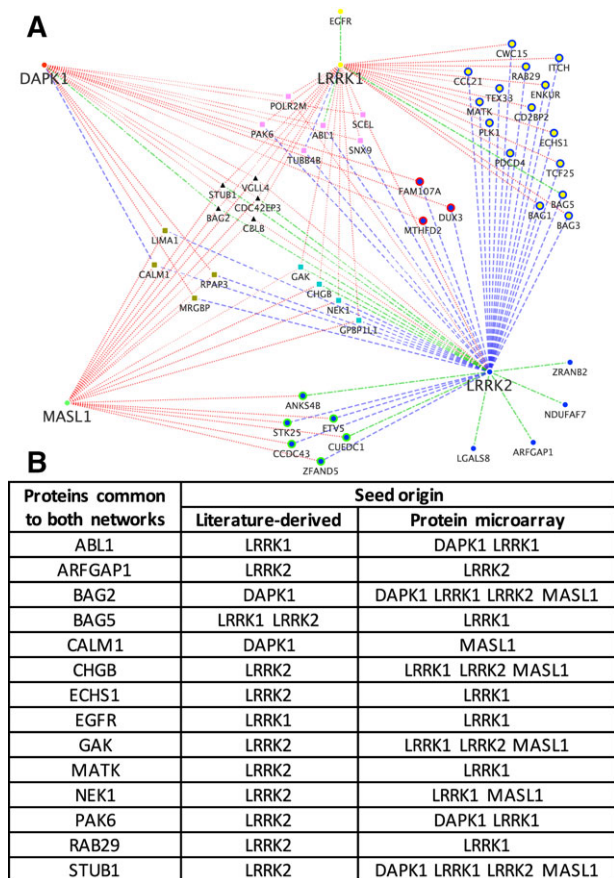 A
EGFR
DAPK1
LRRK1
CWC15
ITCH
CCL21
RAB29
TEX33
ENKUR
MATK
CD2BP2
PLK1
ECHS1
PDCD4
TCF25
BAG5
BAG1
BAG3
POLR2M
SCEL
PAK6
ABL1
TUBB4B
SNX9
FAM107A
DUX3
MTHFD2
STUB1
VGLL4
CDC42EP3
BAG2
CBLB
LIMA1
CALM1
RPAP3
MRGBP
GAK
CHGB
NEK1
GPBP1L1
MASL1
LRRK2
ZRANB2
NDUFAF7
ARFGAP1
LGALS8
ANKS4B
STK25
ETV5
CCDC43
CUEDC1
ZFAND5
B
Proteins common to both networks | Seed origin
Literature-derived | Protein microarray
ABL1 | LRRK1 | DAPK1 LRRK1
ARFGAP1 | LRRK2 | LRRK2
BAG2 | DAPK1 | DAPK1 LRRK1 LRRK2 MASL1
BAG5 | LRRK1 LRRK2 | LRRK1
CALM1 | DAPK1 | MASL1
CHGB | LRRK2 | LRRK1 LRRK2 MASL1
ECHS1 | LRRK2 | LRRK1
EGFR | LRRK1 | LRRK1
GAK | LRRK2 | LRRK1 LRRK2 MASL1
MATK | LRRK2 | LRRK1
NEK1 | LRRK2 | LRRK1 MASL1
PAK6 | LRRK2 | DAPK1 LRRK1
RAB29 | LRRK2 | LRRK1
STUB1 | LRRK2 | DAPK1 LRRK1 LRRK2 MASL1